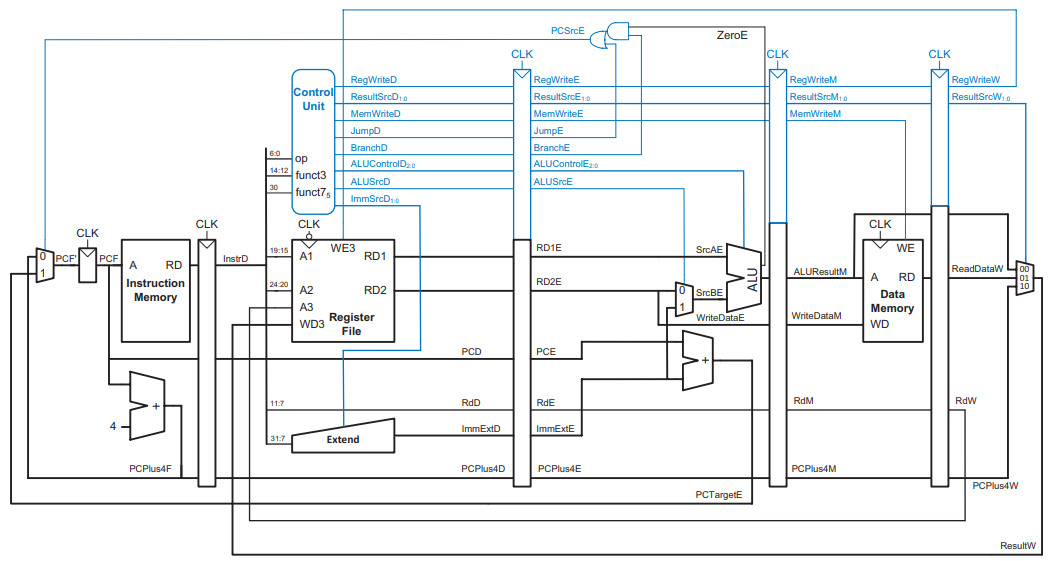 PCSrcE
ZeroE
CLK
CLK
CLK
Control
Unit
RegWriteD
RegWriteE
RegWriteM
RegWriteW
ResultSrcD1:0
ResultSrcE1:0
ResultSrcM1:0
ResultSrcW1:0
MemWriteD
MemWriteE
MemWriteM
JumpD
JumpE
BranchD
BranchE
6:0
op
ALUControlD2:0
ALUControlE2:0
14:12
funct3
ALUSrcD
ALUSrcE
30
funct75
ImmSrcD1:0
CLK
CLK
CLK
CLK
0
1
PCF'
PCF
A
RD
Instruction
Memory
InstrD
19:15
A1
WE3
RD1
RD1E
SrcAE
24:20
A2
RD2
RD2E
0
1
SrcBE
ALU
A3
WD3
Register
File
WriteDataE
ALUResultM
WriteDataM
WE
A
RD
Data
Memory
WD
ReadDataW
00
01
10
PCD
PCE
+
4
+
11:7
RdD
RdE
RdM
RdW
31:7
Extend
ImmExtD
ImmExtE
PCPlus4F
PCPlus4D
PCPlus4E
PCPlus4M
PCPlus4W
PCTargetE
ResultW